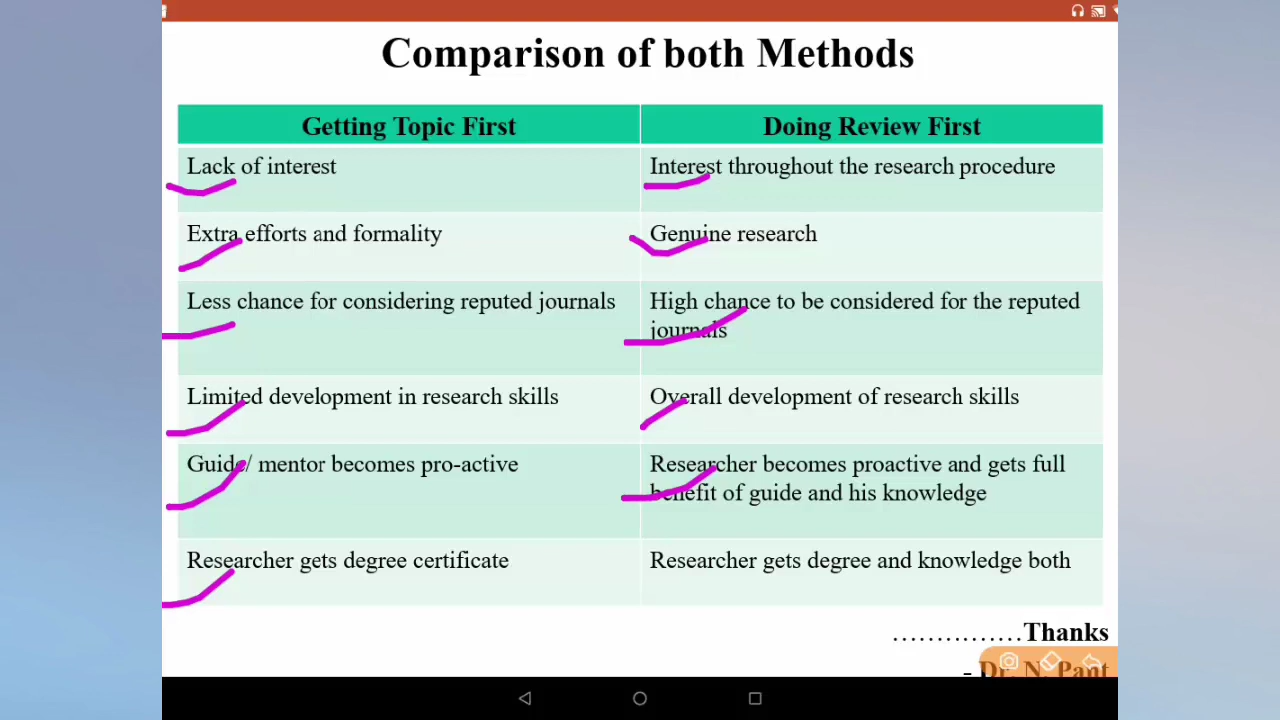 Comparison of both Methods
Getting Topic First
Doing Review First
Lack of interest
Interest throughout the research procedure
Extra efforts and formality
Genuine research
Less chance for considering reputed journals
High chance to be considered for the reputed
journals
Limited development in research skills
Overall development of research skills
Guide/ mentor becomes pro-active
Researcher becomes proactive and gets full
benefit of guide and his knowledge
Researcher gets degree certificate
Researcher gets degree and knowledge both
……………Thanks
- Dr. N. Pant